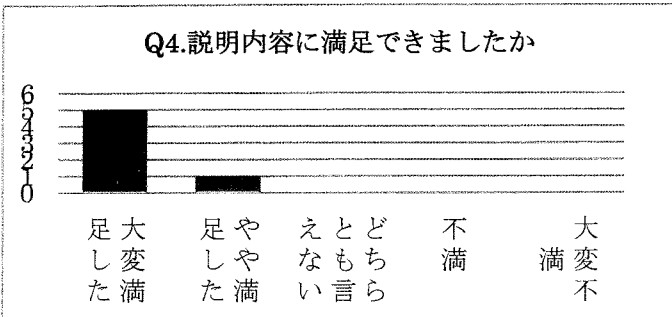 Q4.説明内容に満足できましたか
6
5
4
3
2
1
0
大変満
足した
やや満
足した
どちら
とも言
えない
不満
大変不
満